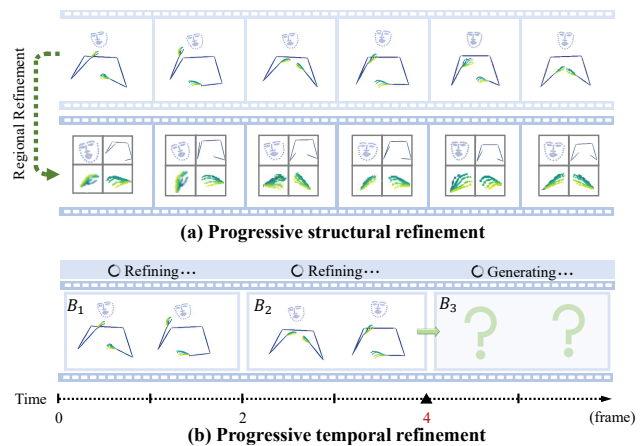 Regional Refinement
(a) Progressive structural refinement
Refining… Refining… Generating…
B1 B2 B3
Time
0 2 4 (frame)
(b) Progressive temporal refinement